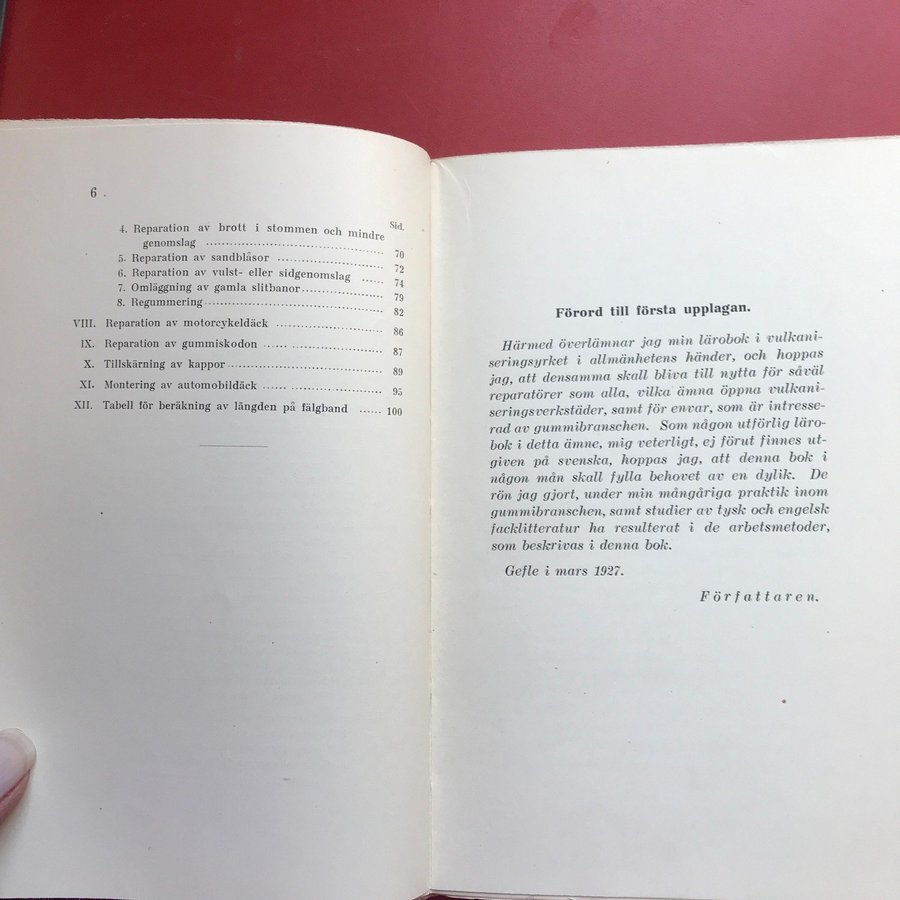 6
Sid.
4. Reparation av brott i stommen och mindre
genomslag .......... 70
5. Reparation av sandblåsor .......... 72
6. Reparation av vulst- eller sidgenomslag .......... 74
7. Omläggning av gamla slitbanor .......... 79
8. Regummering .......... 82
VIII. Reparation av motorcykeldäck .......... 86
IX. Reparation av gummiskodon .......... 87
X. Tillskärning av kappor .......... 89
XI. Montering av automobildäck .......... 95
XII. Tabell för beräkning av längden på fälgband ...... 100
Förord till första upplagan.
Härmed överlämnar jag min lärobok i vulkani-
seringsyrket i allmänhetens händer, och hoppas
jag, att densamma skall bliva till nytta för såväl
reparatörer som alla, vilka ämna öppna vulkani-
seringsverkstäder, samt för envar, som är intresse-
rad av gummibranschen. Som någon utförlig läro-
bok i detta ämne, mig veterligt, ej förut finnes ut-
given på svenska, hoppas jag, att denna bok i
någon mån skall fylla behovet av en dylik. De
rön jag gjort, under min mångåriga praktik inom
gummibranschen, samt studier av tysk och engelsk
facklitteratur ha resulterat i de arbetsmetoder,
som beskrivas i denna bok.
Gefle i mars 1927.
Författaren.